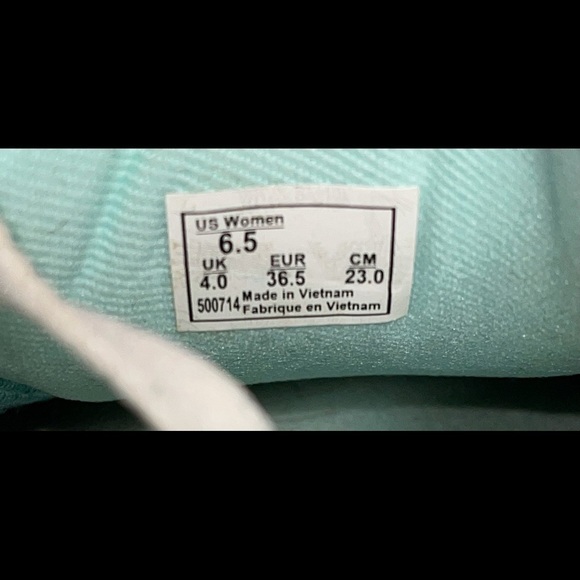 US Women
6.5
UK EUR CM
4.0 36.5 23.0
500714 Made in Vietnam
Fabrique en Vietnam